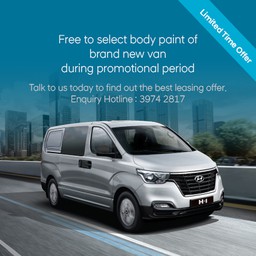 Limited Time Offer
Free to select body paint of
brand new van
during promotional period
Talk to us today to find out the best leasing offer.
Enquiry Hotline : 3974 2817
H-1